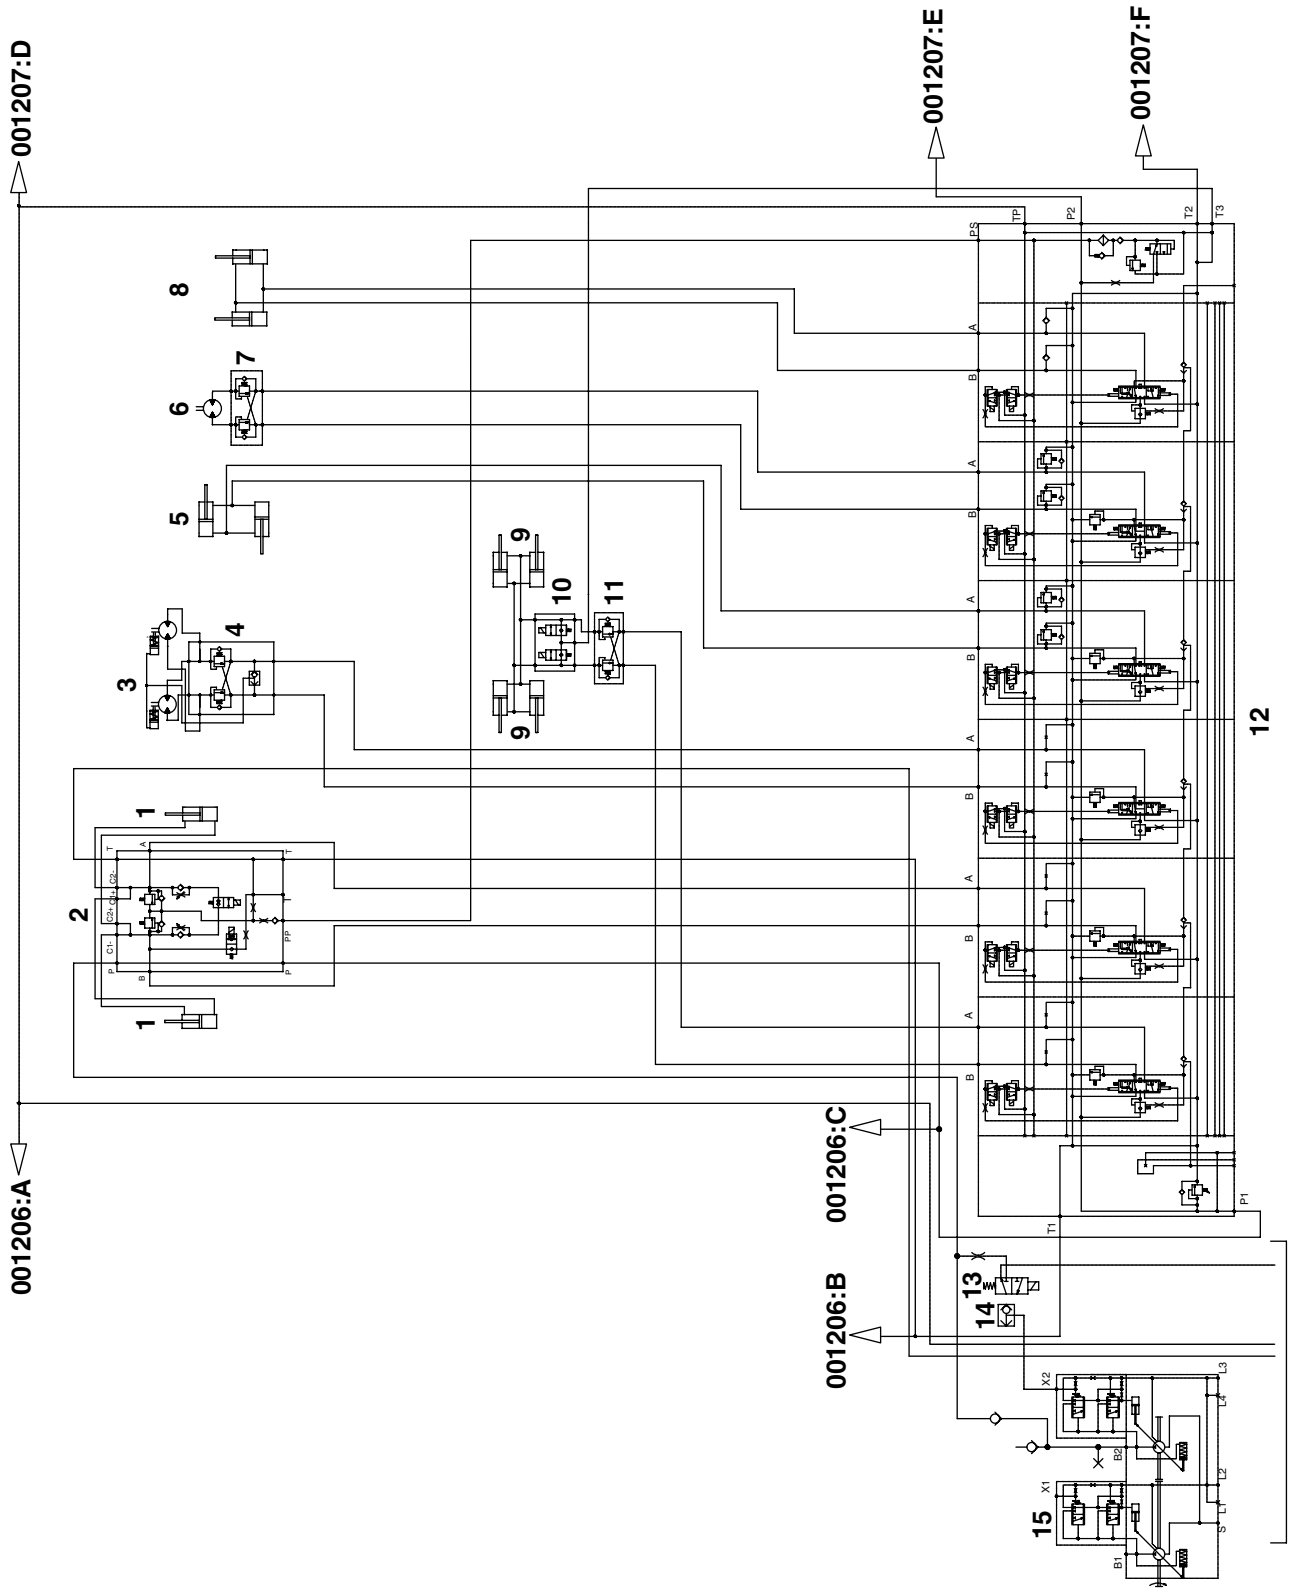 001206:A
001207:D
1
2
1
3
4
5
6
7
8
P
C1-
C2+
C1+
C2-
T
B
A
P
PP
T
T
9
9
10
11
001206:B
001206:C
001207:E
001207:F
B
A
B
A
B
A
B
A
B
A
B
A
PS
TP
P2
T2
T3
T1
P1
12
13
14
15
X1
X2
B1
B2
S
L1
L2
L4
L3